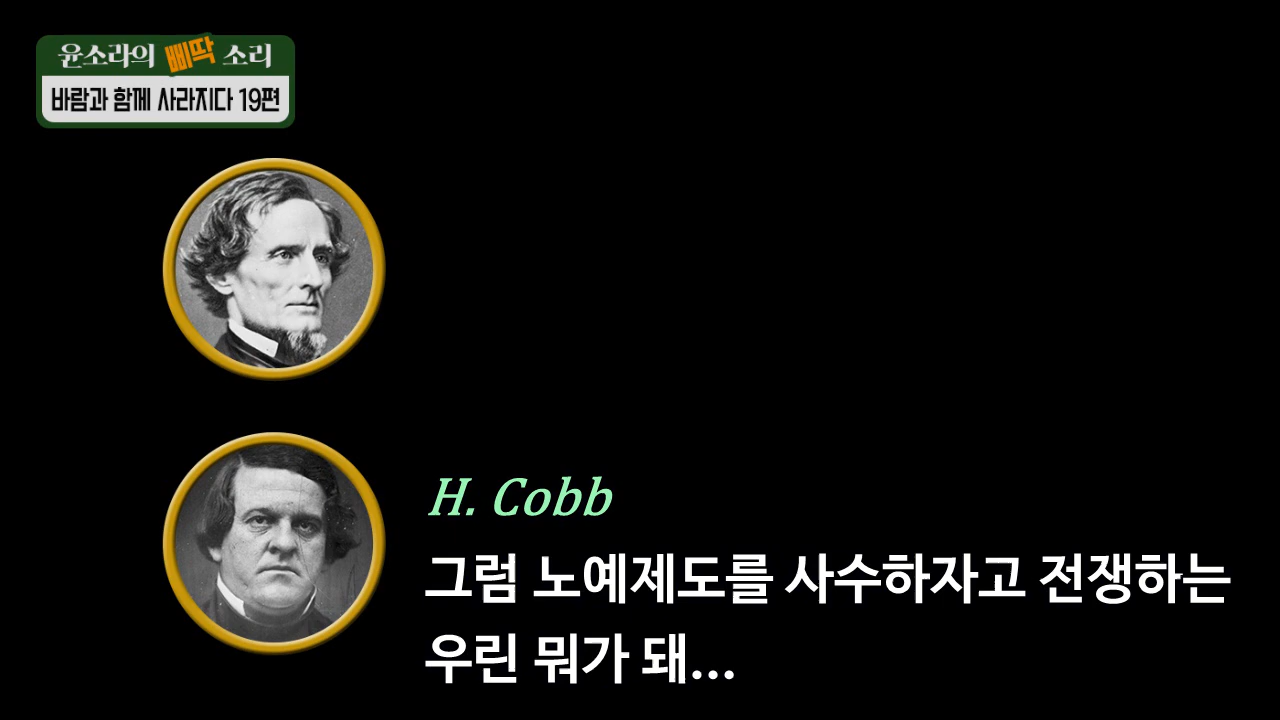 윤소라의 삐딱 소리
바람과 함께 사라지다 19편
H. Cobb
그럼 노예제도를 사수하자고 전쟁하는
우린 뭐가 돼...